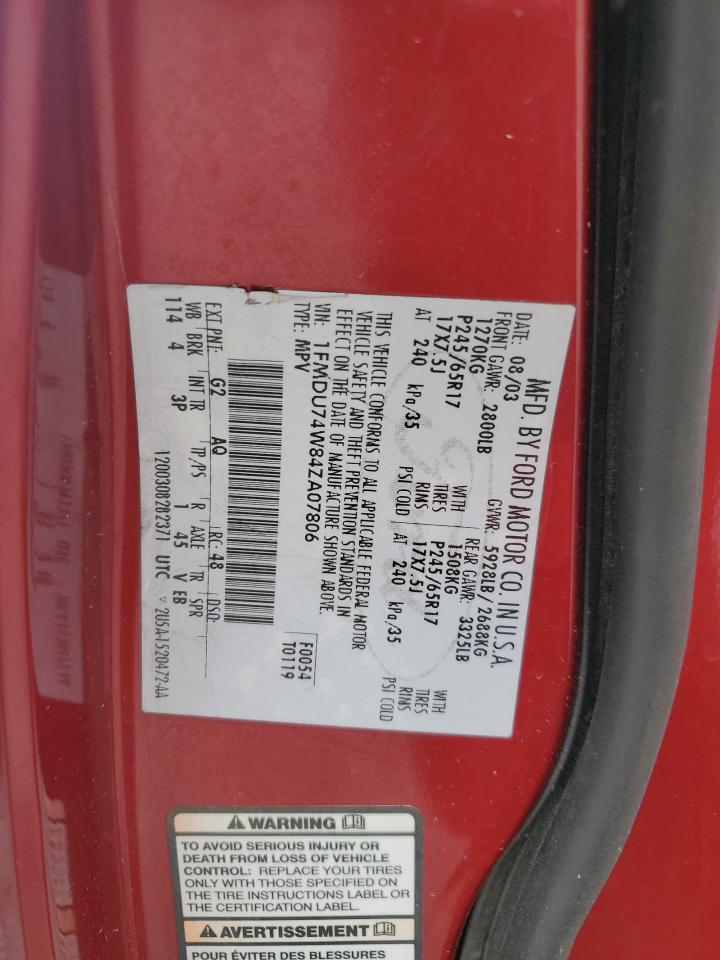 MFD. BY FORD MOTOR CO. IN U.S.A.
DATE: 08/03 GVWR: 5928LB/2688KG
FRONT GAWR: 2800LB REAR GAWR: 3325LB
1270KG WITH 1508KG WITH
P245/65R17 TIRES P245/65R17 TIRES
17X7.5J RIMS 17X7.5J RIMS
AT 240 kPa/35 PSI COLD AT 240 kPa/35 PSI COLD
THIS VEHICLE CONFORMS TO ALL APPLICABLE FEDERAL MOTOR
VEHICLE SAFETY AND THEFT PREVENTION STANDARDS IN
EFFECT ON THE DATE OF MANUFACTURE SHOWN ABOVE.
VIN: 1FMDU74W84ZA07806 F0054
TYPE: MPV T0119
EXT PNT: G2 AQ RC: 48 DSO:
WB BRK INT TR TP/PS R AXLE TR SPR
114 4 3P 1 45 V EB
1200308282371 UTC ▽ 2U5A-1520472-AA
WARNING
TO AVOID SERIOUS INJURY OR
DEATH FROM LOSS OF VEHICLE
CONTROL: REPLACE YOUR TIRES
ONLY WITH THOSE SPECIFIED ON
THE TIRE INSTRUCTIONS LABEL OR
THE CERTIFICATION LABEL.
AVERTISSEMENT
POUR ÉVITER DES BLESSURES